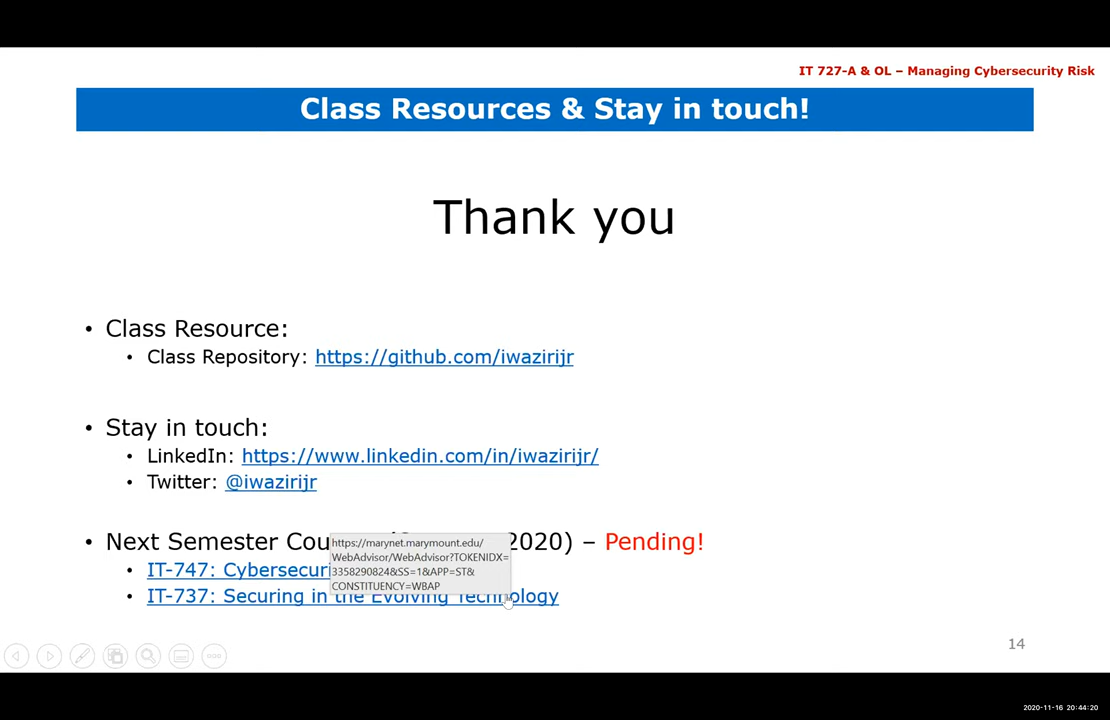 IT 727-A & OL – Managing Cybersecurity Risk
Class Resources & Stay in touch!
Thank you
• Class Resource:
• Class Repository: https://github.com/iwazirijr
• Stay in touch:
• LinkedIn: https://www.linkedin.com/in/iwazirijr/
• Twitter: @iwazirijr
• Next Semester Cou 2020) – Pending!
https://marynet.marymount.edu/
WebAdvisor/WebAdvisor?TOKENIDX=
3358290824&SS=1&APP=ST&
CONSTITUENCY=WBAP
• IT-747: Cybersecuri
• IT-737: Securing in the Evolving Technology
14
2020-11-16 20:44:20